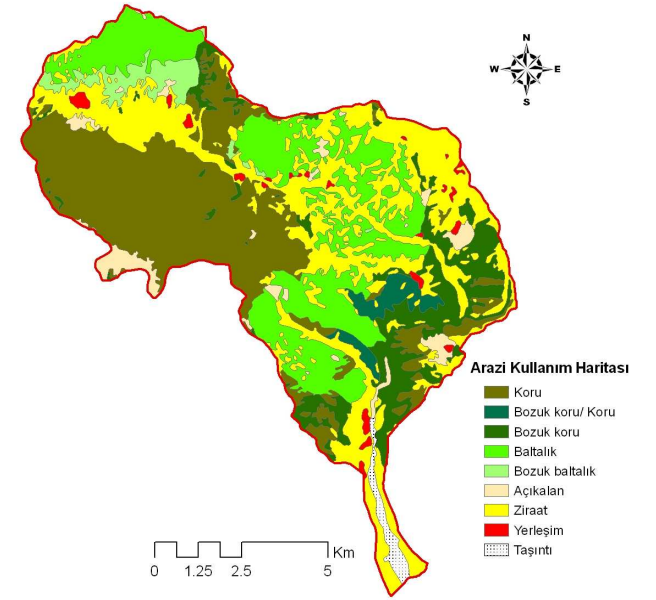 N
W E
S
Arazi Kullanım Haritası
Koru
Bozuk koru/ Koru
Bozuk koru
Baltalık
Bozuk baltalık
Açıkalan
Ziraat
Yerleşim
Taşıntı
Km
0 1.25 2.5 5